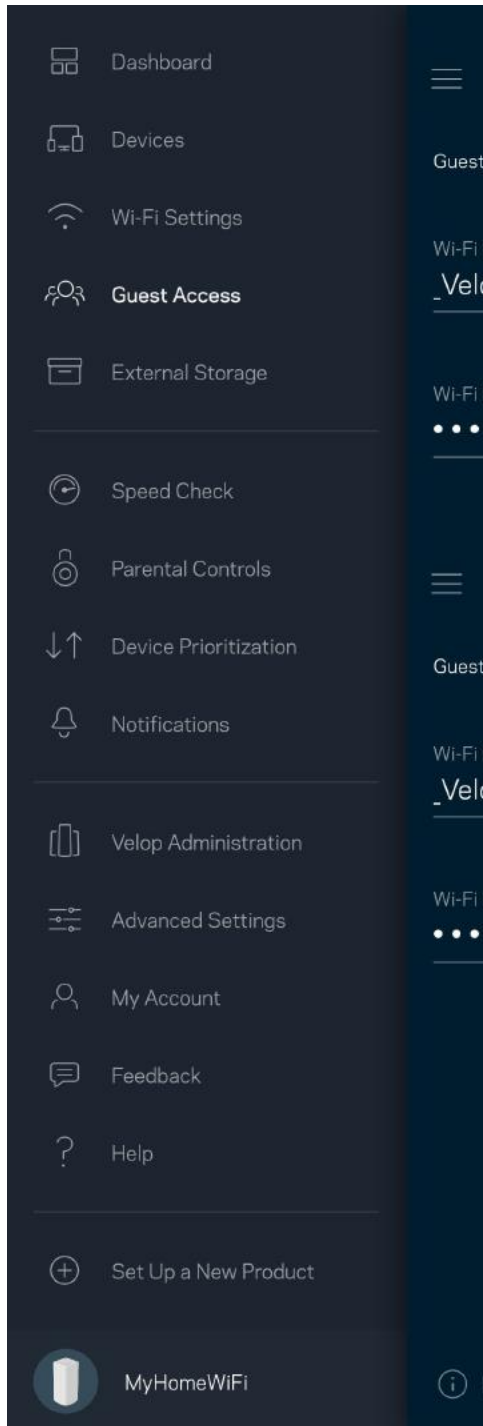 Dashboard
Devices
Wi-Fi Settings
Guest Access
External Storage
Speed Check
Parental Controls
Device Prioritization
Notifications
Velop Administration
Advanced Settings
My Account
Feedback
Help
Set Up a New Product
MyHomeWiFi
Guest
Wi-Fi
_Velo
Wi-Fi
Guest
Wi-Fi
_Velo
Wi-Fi